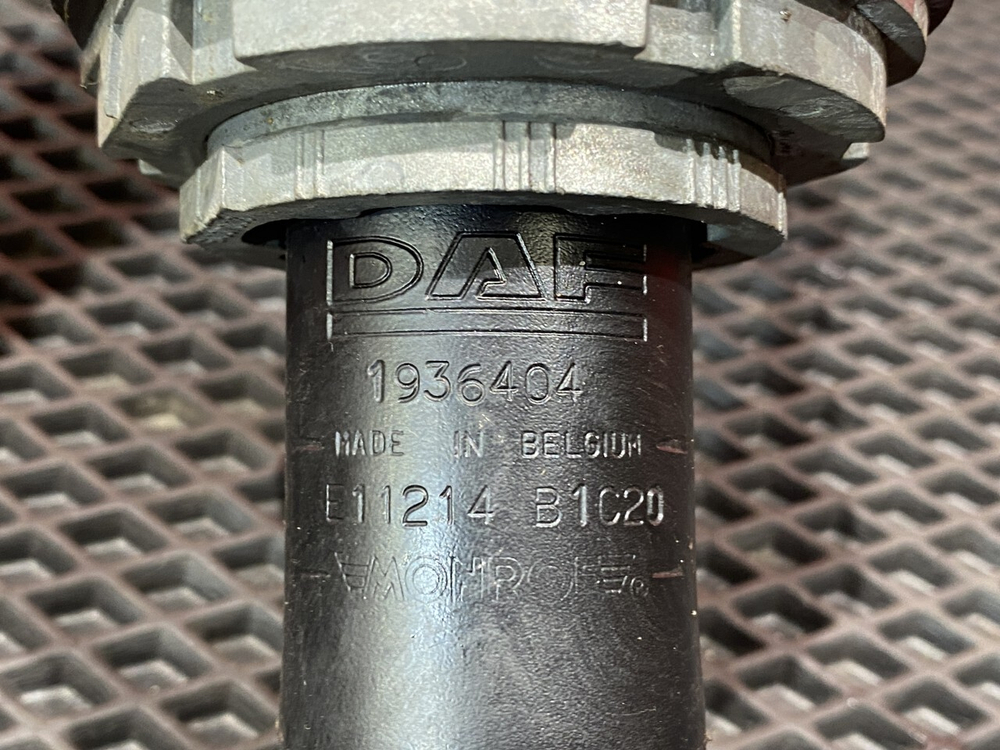 DAF
1936404
MADE IN BELGIUM
E11214 B1C20
MONROE®